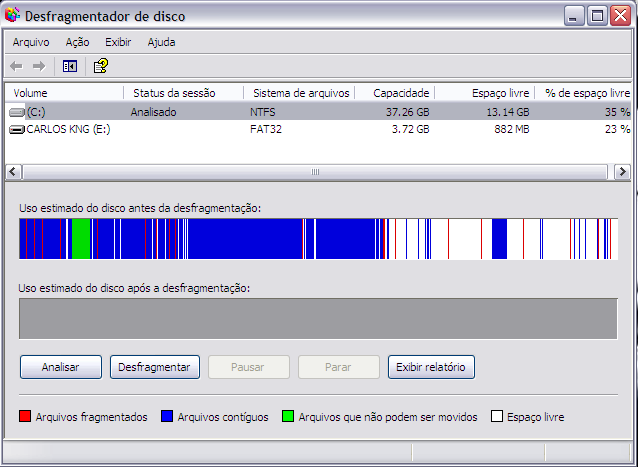 Desfragmentador de disco
Arquivo Ação Exibir Ajuda
Volume Status da sessão Sistema de arquivos Capacidade Espaço livre % de espaço livre
(C:) Analisado NTFS 37.26 GB 13.14 GB 35 %
CARLOS KNG (E:) FAT32 3.72 GB 882 MB 23 %
Uso estimado do disco antes da desfragmentação:
Uso estimado do disco após a desfragmentação:
Analisar Desfragmentar Pausar Parar Exibir relatório
Arquivos fragmentados Arquivos contíguos Arquivos que não podem ser movidos Espaço livre